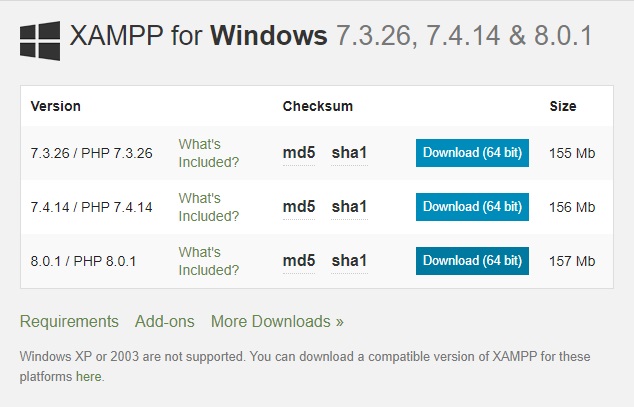 XAMPP for Windows 7.3.26, 7.4.14 & 8.0.1
Version Checksum Size
7.3.26 / PHP 7.3.26 What's Included? md5 sha1 Download (64 bit) 155 Mb
7.4.14 / PHP 7.4.14 What's Included? md5 sha1 Download (64 bit) 156 Mb
8.0.1 / PHP 8.0.1 What's Included? md5 sha1 Download (64 bit) 157 Mb
Requirements Add-ons More Downloads »
Windows XP or 2003 are not supported. You can download a compatible version of XAMPP for these
platforms here.